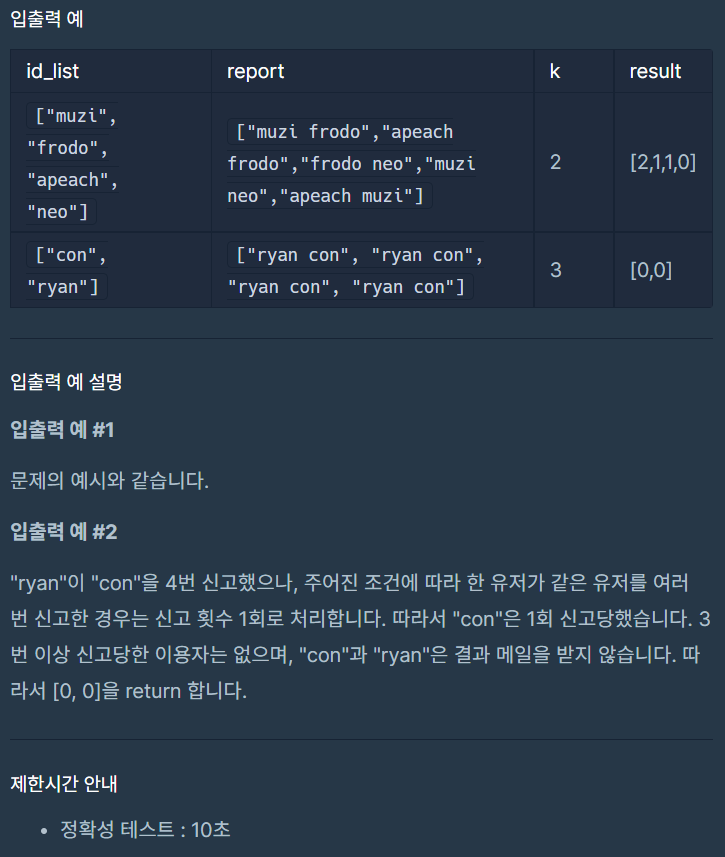 입출력 예
id_list report k result
["muzi", "frodo", "apeach", "neo"] ["muzi frodo","apeach frodo","frodo neo","muzi neo","apeach muzi"] 2 [2,1,1,0]
["con", "ryan"] ["ryan con", "ryan con", "ryan con", "ryan con"] 3 [0,0]
입출력 예 설명
입출력 예 #1
문제의 예시와 같습니다.
입출력 예 #2
"ryan"이 "con"을 4번 신고했으나, 주어진 조건에 따라 한 유저가 같은 유저를 여러
번 신고한 경우는 신고 횟수 1회로 처리합니다. 따라서 "con"은 1회 신고당했습니다. 3
번 이상 신고당한 이용자는 없으며, "con"과 "ryan"은 결과 메일을 받지 않습니다. 따
라서 [0, 0]을 return 합니다.
제한시간 안내
• 정확성 테스트 : 10초